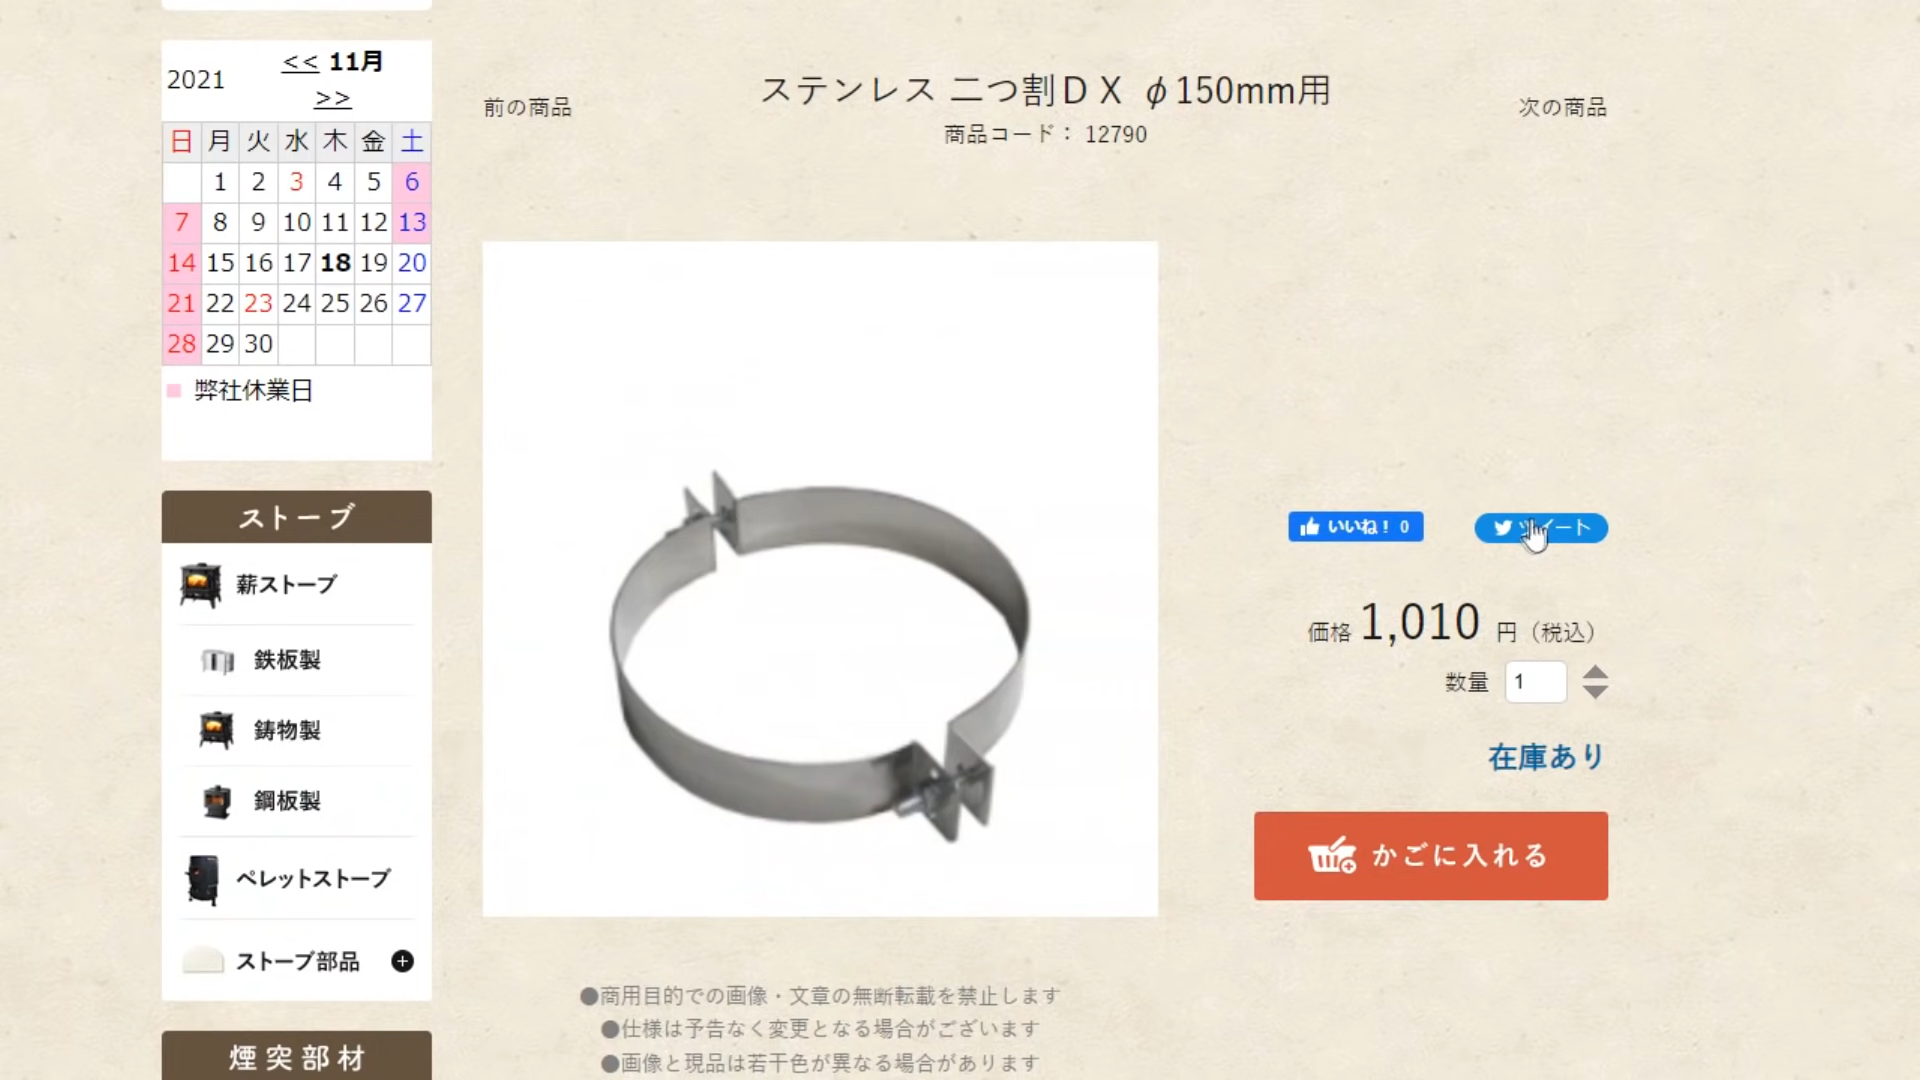 2021
<< 11月
>>
日 月 火 水 木 金 土
1 2 3 4 5 6
7 8 9 10 11 12 13
14 15 16 17 18 19 20
21 22 23 24 25 26 27
28 29 30
弊社休業日
ストーブ
薪ストーブ
鉄板製
鋳物製
鋼板製
ペレットストーブ
ストーブ部品
煙突部材
前の商品
ステンレス 二つ割ＤＸ φ150mm用
商品コード： 12790
次の商品
いいね！ 0
ツイート
価格 1,010 円（税込）
数量 1
在庫あり
かごに入れる
●商用目的での画像・文章の無断転載を禁止します
●仕様は予告なく変更となる場合がございます
●画像と現品は若干色が異なる場合があります